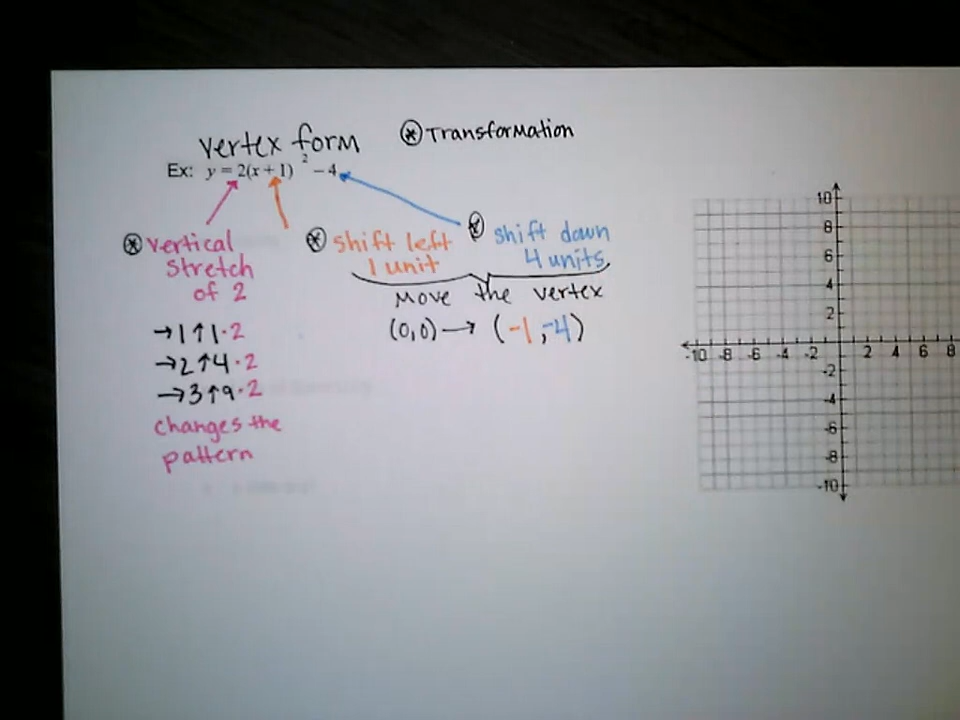 vertex form
⊛ Transformation
Ex: y = 2(x + 1)² − 4
⊛ vertical
stretch
of 2
→1↑1·2
→2↑4·2
→3↑9·2
changes the
pattern
⊛ shift left
1 unit
⊛ shift down
4 units
Move the vertex
(0,0) → (-1,-4)
10
8
6
4
2
-10 -8 -6 -4 -2 2 4 6 8
-2
-4
-6
-8
-10